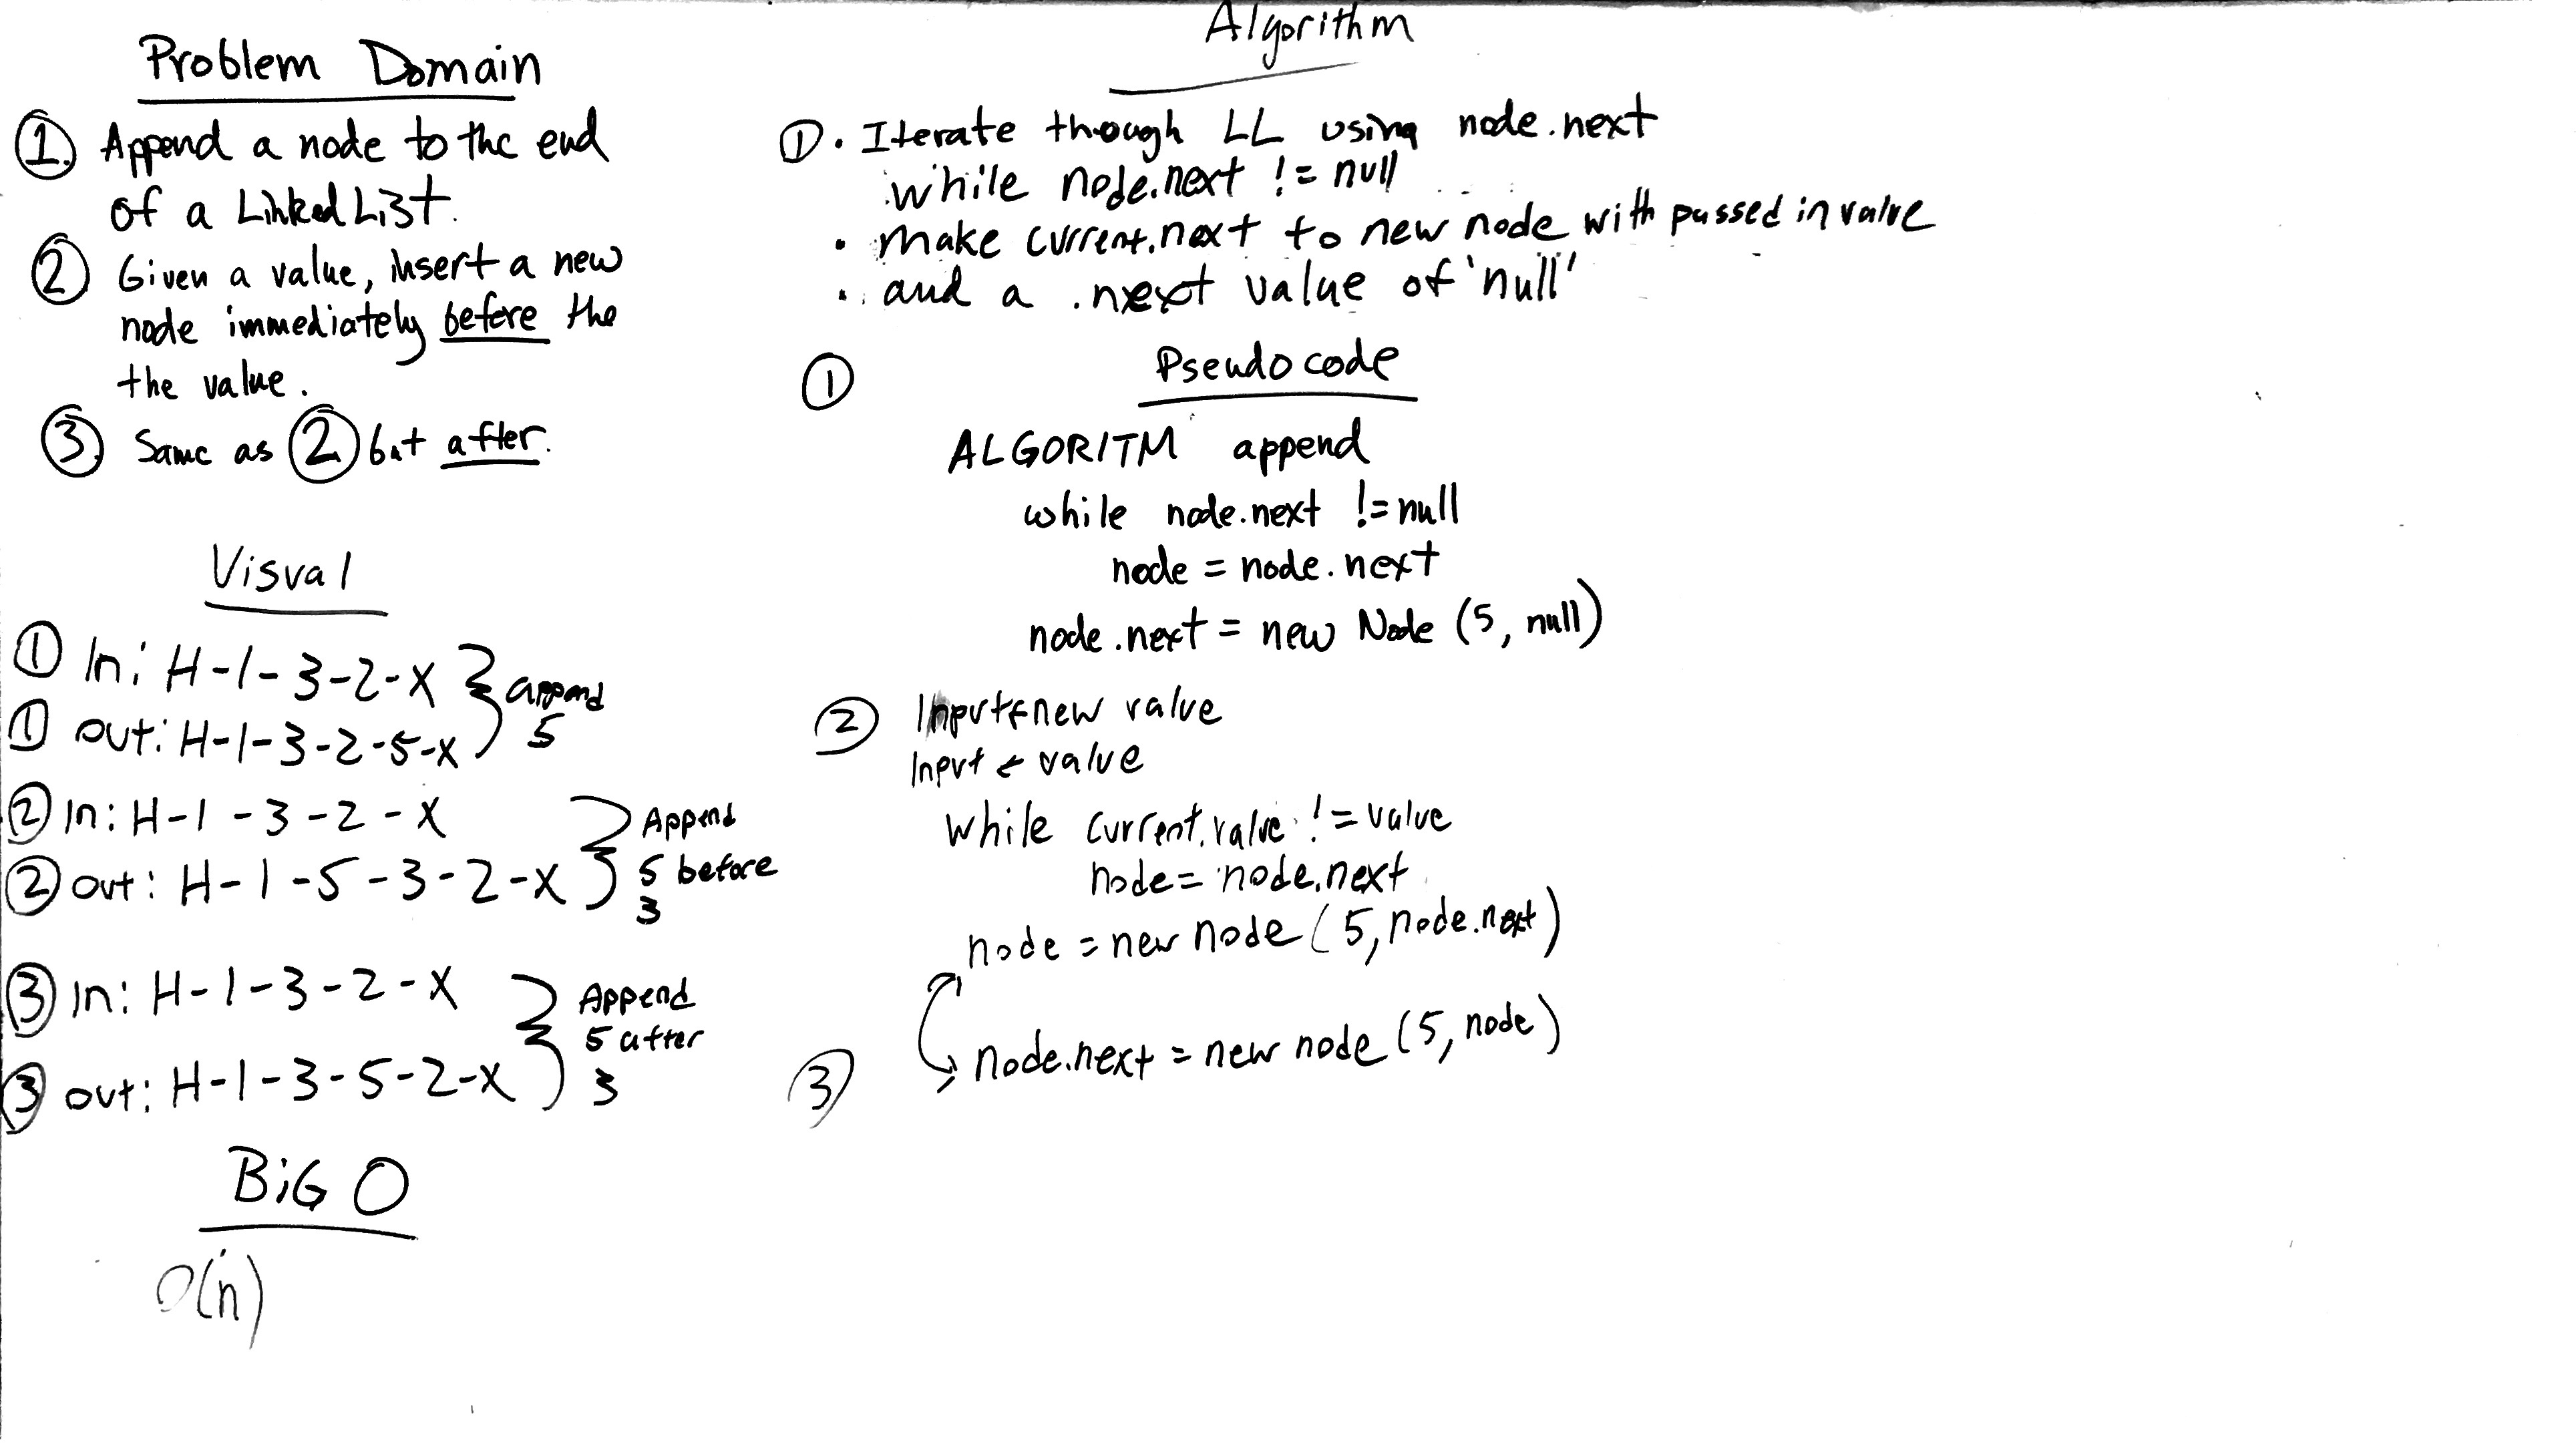 Problem Domain
① Append a node to the end
of a Linked List.
② Given a value, insert a new
node immediately before the
the value.
③ Same as ② but after.
Visual
① In: H-1-3-2-X
① out: H-1-3-2-5-X
append
5
② In: H-1-3-2-X
② out: H-1-5-3-2-X
Append
5 before
3
③ In: H-1-3-2-X
③ out: H-1-3-5-2-X
Append
5 after
3
BiG O
O(n)
Algorithm
① • Iterate though LL using node.next
while node.next != null
• make current.next to new node with passed in value
• and a .next value of 'null'
① Pseudo code
ALGORITM append
while node.next != null
node = node.next
node.next = new Node (5, null)
② Input ← new value
Input ← value
while current.value != value
node = node.next
node = new node (5, node.next)
③ node.next = new node (5, node)